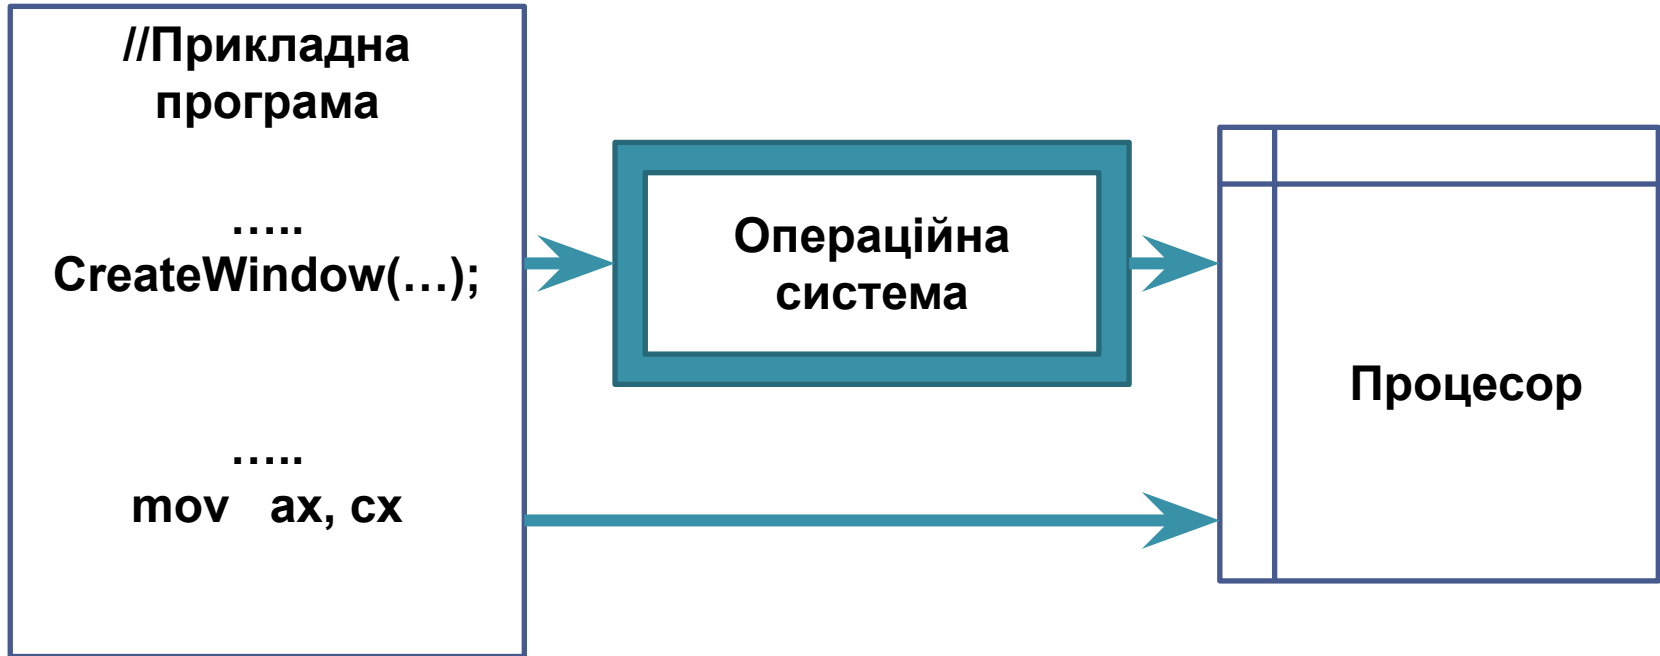 //Прикладна
програма
…..
CreateWindow(…);
…..
mov ax, cx
Операційна
система
Процесор